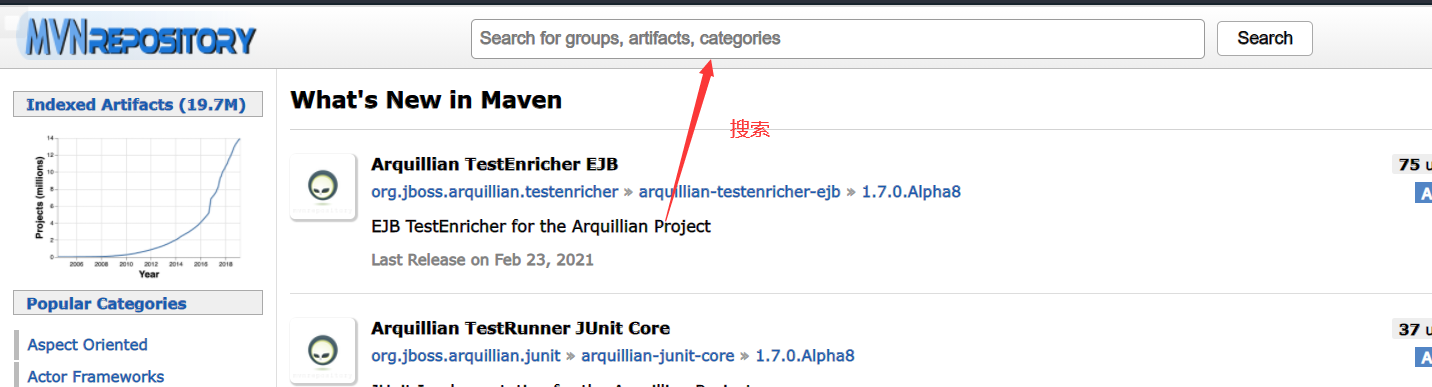 MVNREPOSITORY
Search for groups, artifacts, categories
Search
Indexed Artifacts (19.7M)
Projects (millions)
14
12
10
8
6
4
2
0
2006
2008
2010
2012
2014
2016
2018
Year
Popular Categories
Aspect Oriented
Actor Frameworks
What's New in Maven
搜索
Arquillian TestEnricher EJB
75 u
org.jboss.arquillian.testenricher » arquillian-testenricher-ejb » 1.7.0.Alpha8
A
EJB TestEnricher for the Arquillian Project
Last Release on Feb 23, 2021
Arquillian TestRunner JUnit Core
37 u
org.jboss.arquillian.junit » arquillian-junit-core » 1.7.0.Alpha8
A